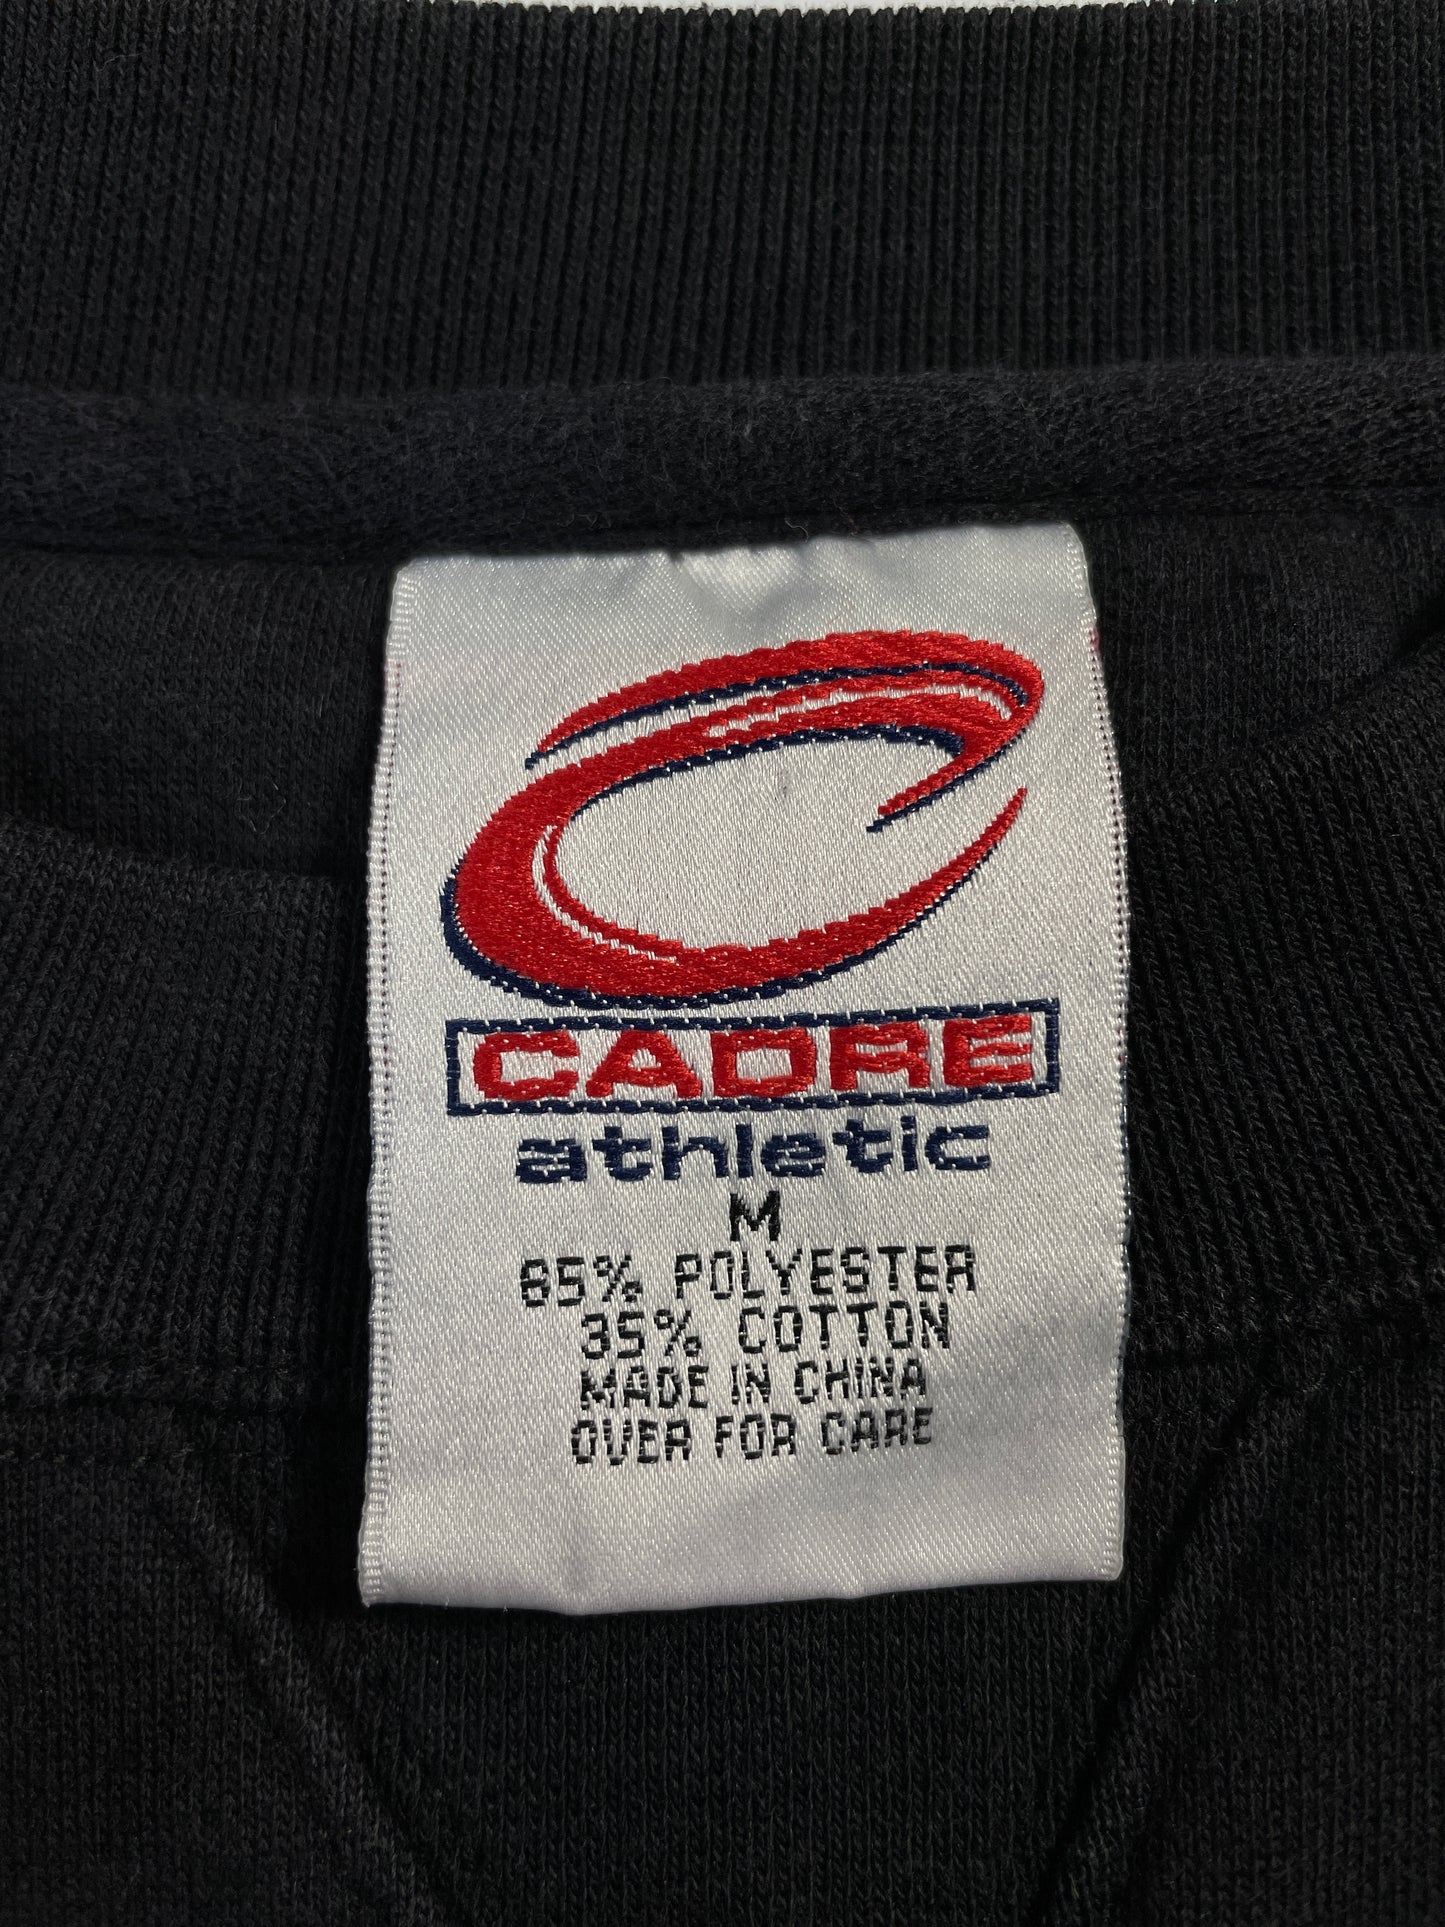 CADRE
athletic
M
65% POLYESTER
35% COTTON
MADE IN CHINA
OVER FOR CARE